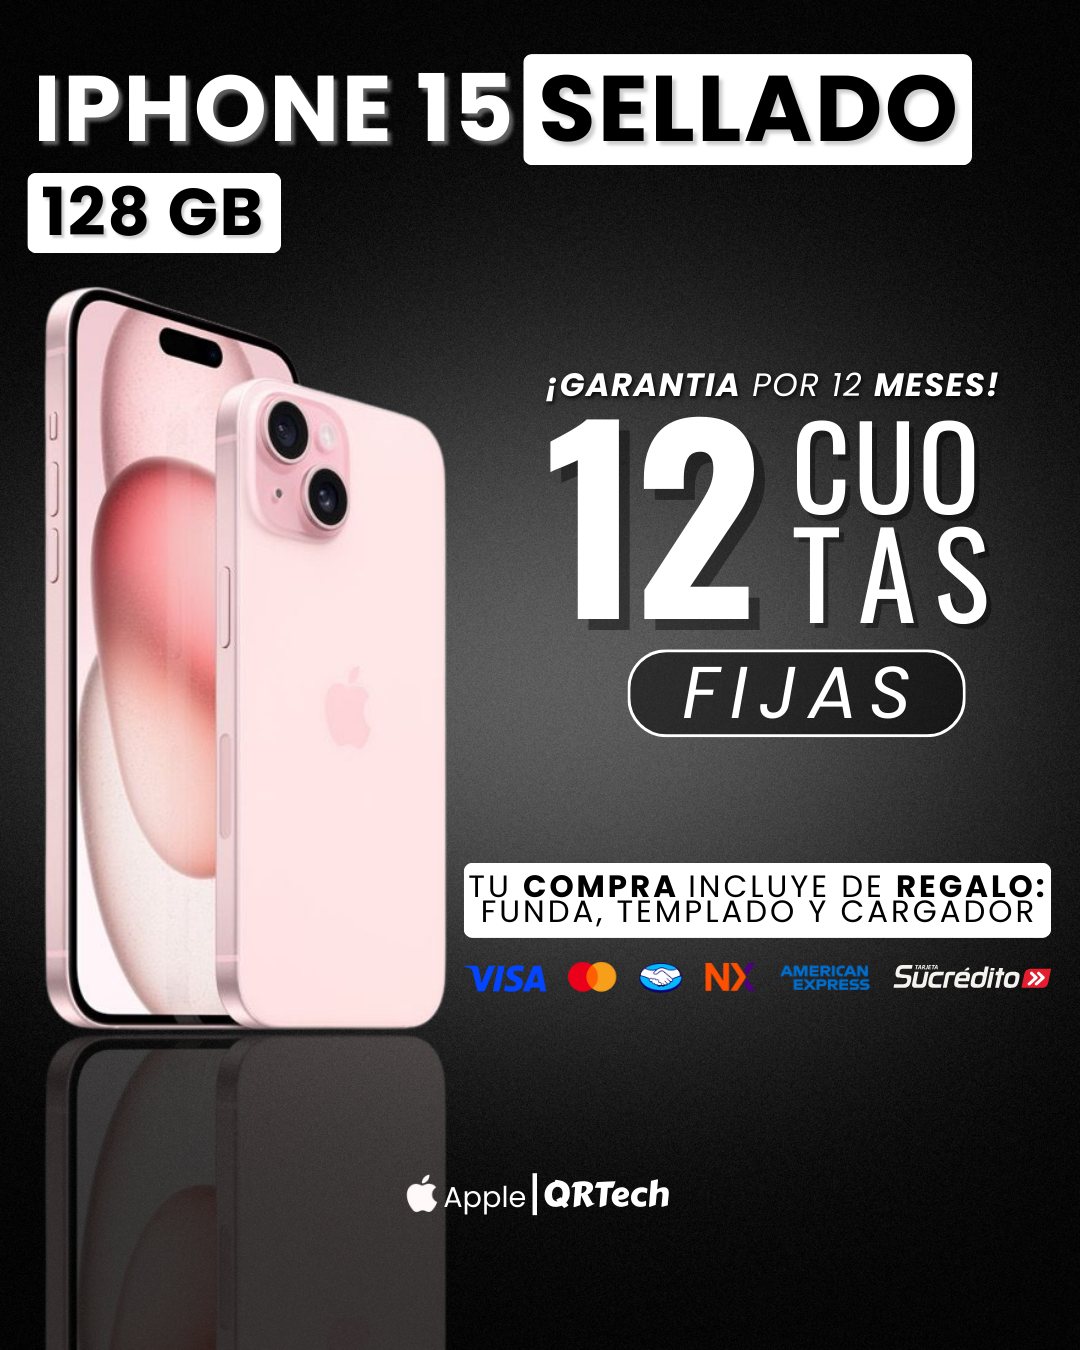 IPHONE 15 SELLADO
128 GB
¡GARANTIA POR 12 MESES!
12 CUO
TAS
FIJAS
TU COMPRA INCLUYE DE REGALO:
FUNDA, TEMPLADO Y CARGADOR
VISA NX AMERICAN EXPRESS TARJETA Sucrédito
Apple | QRTech